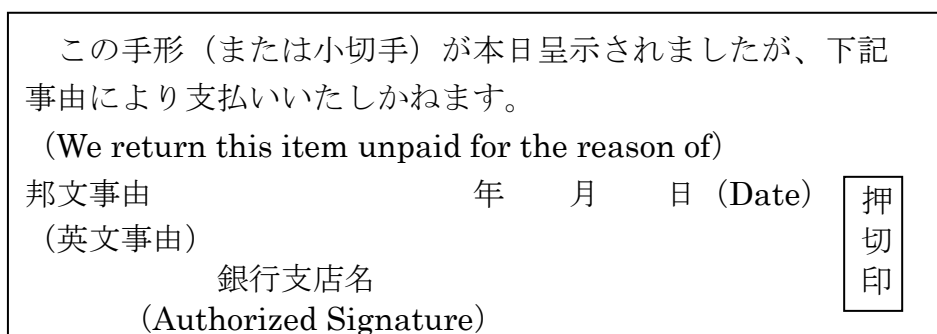 この手形（または小切手）が本日呈示されましたが、下記
事由により支払いいたしかねます。
（We return this item unpaid for the reason of）
邦文事由　　　　　　　　　　年　　月　　日（Date）
（英文事由）
銀行支店名
（Authorized Signature）
押切印